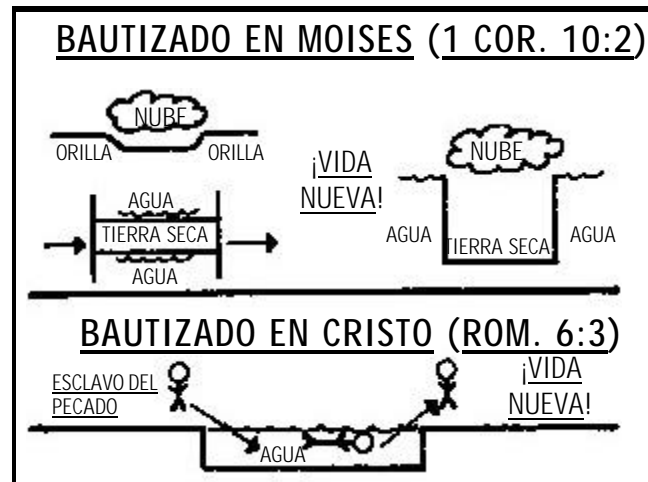 BAUTIZADO EN MOISES (1 COR. 10:2)
NUBE
ORILLA ORILLA
AGUA
TIERRA SECA
AGUA
¡VIDA
NUEVA!
NUBE
AGUA TIERRA SECA AGUA
BAUTIZADO EN CRISTO (ROM. 6:3)
ESCLAVO DEL
PECADO
AGUA
¡VIDA
NUEVA!